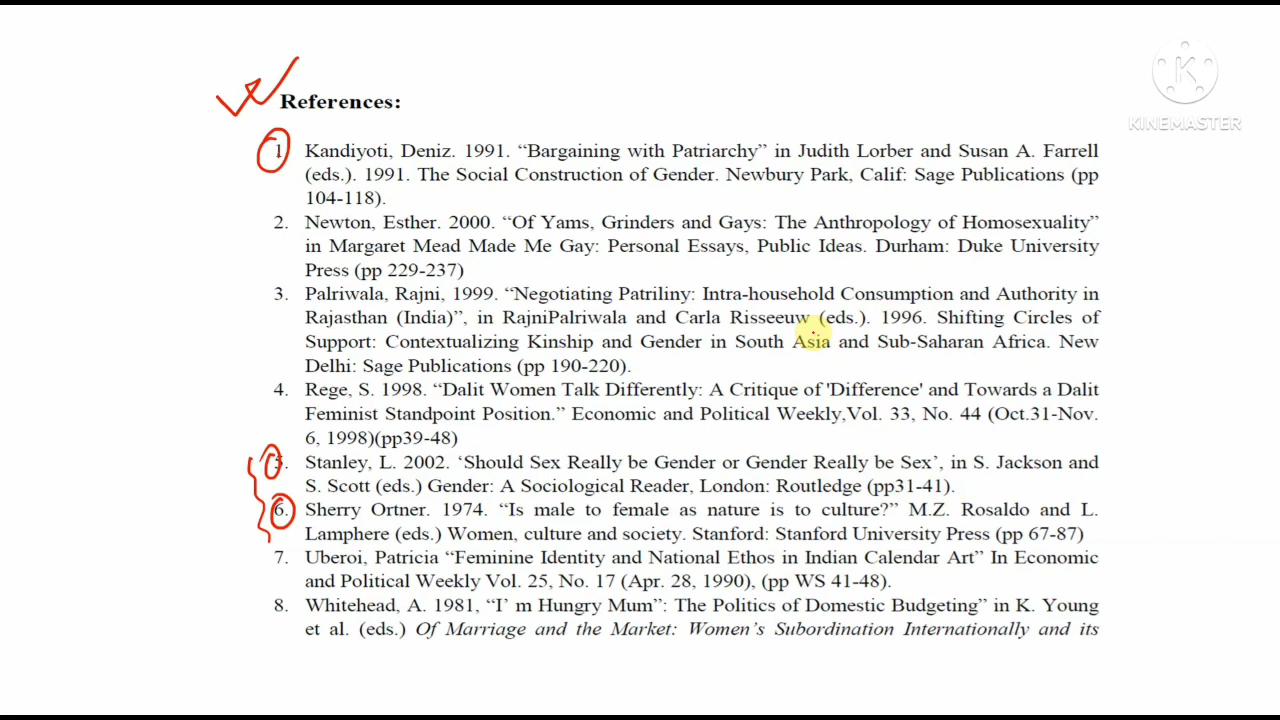 KINEMASTER
References:
1. Kandiyoti, Deniz. 1991. “Bargaining with Patriarchy” in Judith Lorber and Susan A. Farrell
(eds.). 1991. The Social Construction of Gender. Newbury Park, Calif: Sage Publications (pp
104-118).
2. Newton, Esther. 2000. “Of Yams, Grinders and Gays: The Anthropology of Homosexuality”
in Margaret Mead Made Me Gay: Personal Essays, Public Ideas. Durham: Duke University
Press (pp 229-237)
3. Palriwala, Rajni, 1999. “Negotiating Patriliny: Intra-household Consumption and Authority in
Rajasthan (India)”, in RajniPalriwala and Carla Risseeuw (eds.). 1996. Shifting Circles of
Support: Contextualizing Kinship and Gender in South Asia and Sub-Saharan Africa. New
Delhi: Sage Publications (pp 190-220).
4. Rege, S. 1998. “Dalit Women Talk Differently: A Critique of 'Difference' and Towards a Dalit
Feminist Standpoint Position.” Economic and Political Weekly,Vol. 33, No. 44 (Oct.31-Nov.
6, 1998)(pp39-48)
5. Stanley, L. 2002. ‘Should Sex Really be Gender or Gender Really be Sex’, in S. Jackson and
S. Scott (eds.) Gender: A Sociological Reader, London: Routledge (pp31-41).
6. Sherry Ortner. 1974. “Is male to female as nature is to culture?” M.Z. Rosaldo and L.
Lamphere (eds.) Women, culture and society. Stanford: Stanford University Press (pp 67-87)
7. Uberoi, Patricia “Feminine Identity and National Ethos in Indian Calendar Art” In Economic
and Political Weekly Vol. 25, No. 17 (Apr. 28, 1990), (pp WS 41-48).
8. Whitehead, A. 1981, “I’ m Hungry Mum”: The Politics of Domestic Budgeting” in K. Young
et al. (eds.) Of Marriage and the Market: Women’s Subordination Internationally and its